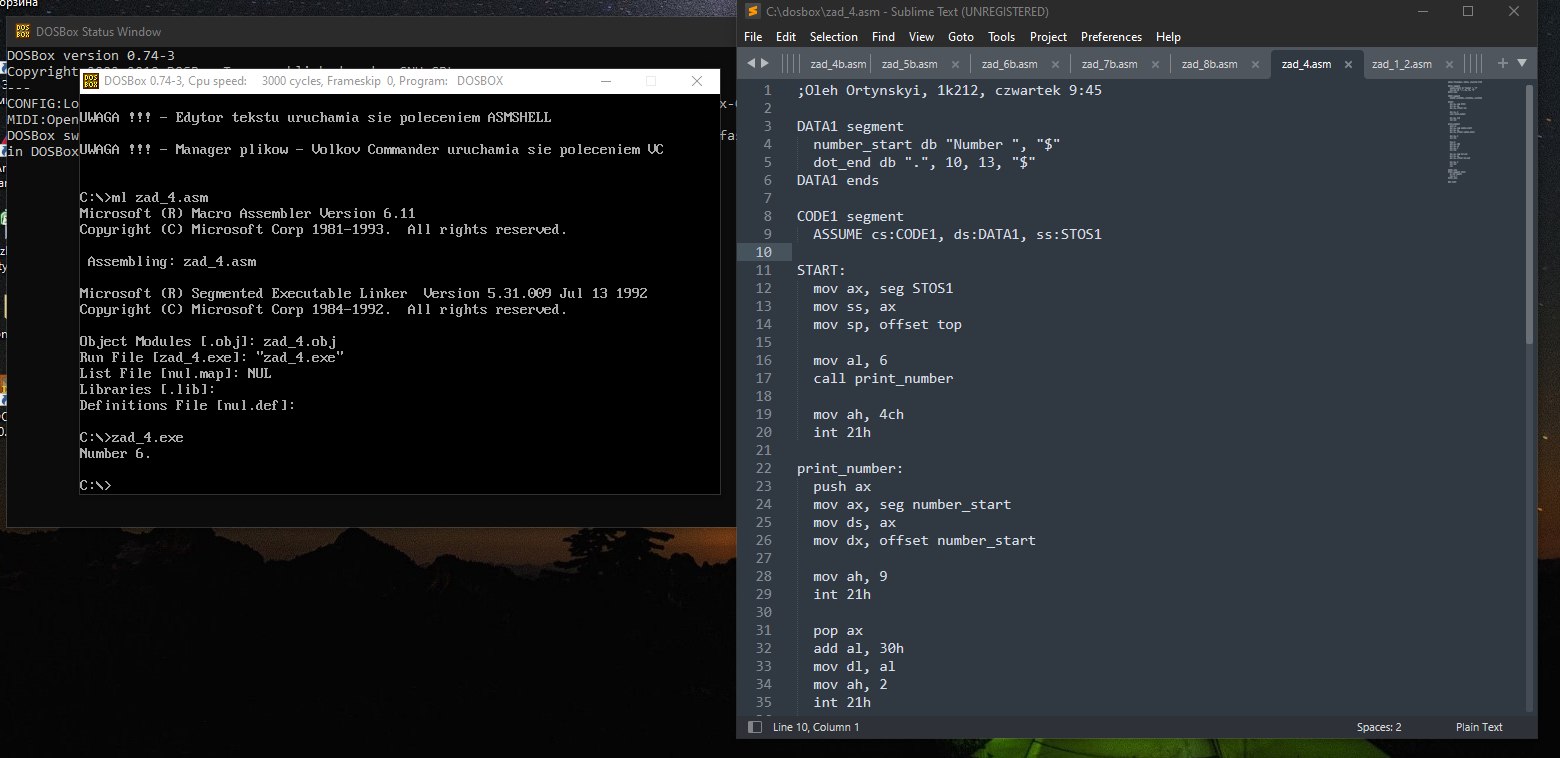 орзина
DOSBox Status Window
DOSBox version 0.74-3
---
CONFIG:Lo
MIDI:Open
DOSBox sw
in DOSBox
DOSBox 0.74-3, Cpu speed: 3000 cycles, Frameskip 0, Program: DOSBOX
UWAGA !!! - Edytor tekstu uruchamia sie poleceniem ASMSHELL
UWAGA !!! - Manager plikow - Volkov Commander uruchamia sie poleceniem VC
C:\>ml zad_4.asm
Microsoft (R) Macro Assembler Version 6.11
Copyright (C) Microsoft Corp 1981-1993. All rights reserved.
Assembling: zad_4.asm
Microsoft (R) Segmented Executable Linker Version 5.31.009 Jul 13 1992
Copyright (C) Microsoft Corp 1984-1992. All rights reserved.
Object Modules [.obj]: zad_4.obj
Run File [zad_4.exe]: "zad_4.exe"
List File [nul.map]: NUL
Libraries [.lib]:
Definitions File [nul.def]:
C:\>zad_4.exe
Number 6.
C:\>
C:\dosbox\zad_4.asm - Sublime Text (UNREGISTERED)
File Edit Selection Find View Goto Tools Project Preferences Help
zad_4b.asm zad_5b.asm zad_6b.asm zad_7b.asm zad_8b.asm zad_4.asm zad_1_2.asm
1 ;Oleh Ortynskyi, 1k212, czwartek 9:45
2
3 DATA1 segment
4 number_start db "Number ", "$"
5 dot_end db ".", 10, 13, "$"
6 DATA1 ends
7
8 CODE1 segment
9 ASSUME cs:CODE1, ds:DATA1, ss:STOS1
10
11 START:
12 mov ax, seg STOS1
13 mov ss, ax
14 mov sp, offset top
15
16 mov al, 6
17 call print_number
18
19 mov ah, 4ch
20 int 21h
21
22 print_number:
23 push ax
24 mov ax, seg number_start
25 mov ds, ax
26 mov dx, offset number_start
27
28 mov ah, 9
29 int 21h
30
31 pop ax
32 add al, 30h
33 mov dl, al
34 mov ah, 2
35 int 21h
Line 10, Column 1
Spaces: 2
Plain Text